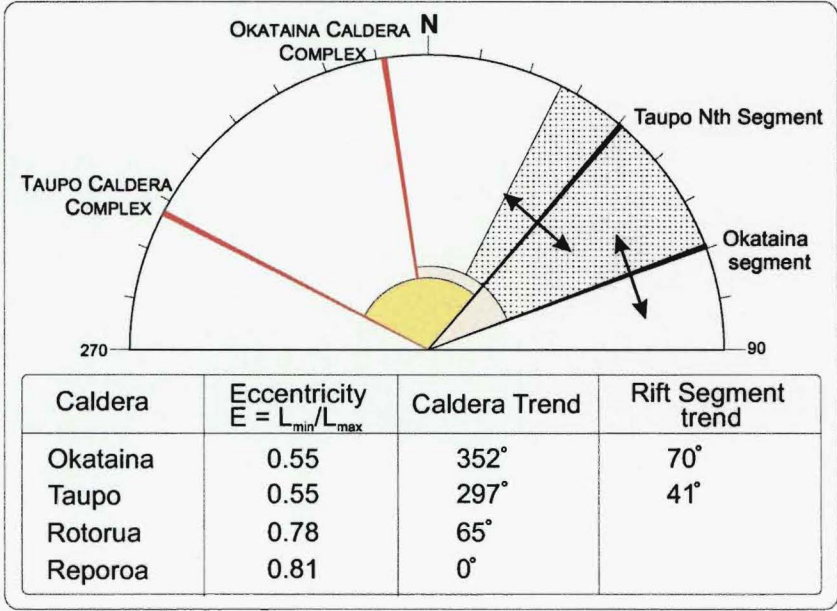 OKATAINA CALDERA
COMPLEX
N
Taupo Nth Segment
TAUPO CALDERA
COMPLEX
Okataina
segment
270
90
Caldera
Eccentricity
E = Lmin/Lmax
Caldera Trend
Rift Segment
trend
Okataina 0.55 352° 70°
Taupo 0.55 297° 41°
Rotorua 0.78 65°
Reporoa 0.81 0°